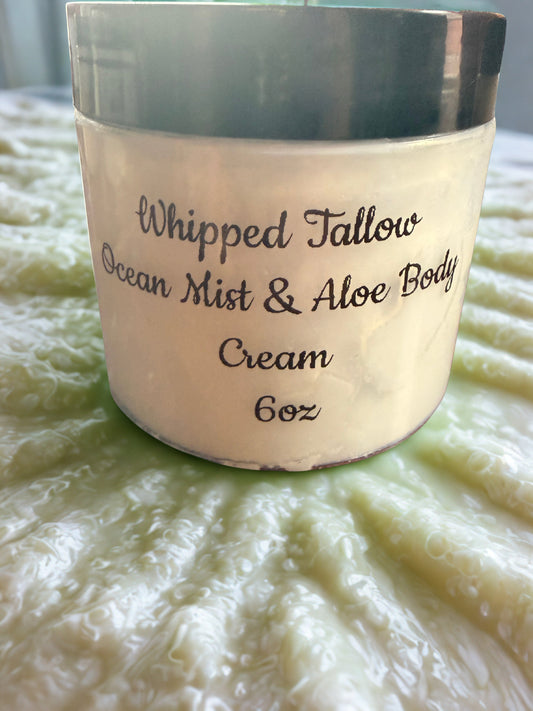 Whipped Tallow
Ocean Mist & Aloe Body
Cream
6oz